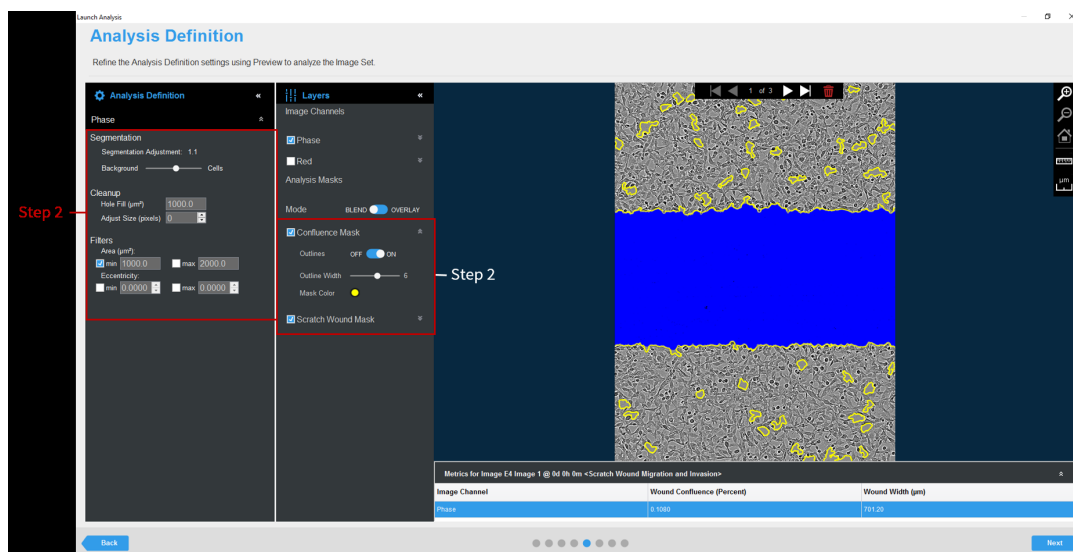 Launch Analysis
Analysis Definition
Refine the Analysis Definition settings using Preview to analyze the Image Set.
Analysis Definition «
Phase
Segmentation
Segmentation Adjustment: 1.1
Background Cells
Cleanup
Hole Fill (µm²) 1000.0
Adjust Size (pixels) 0
Filters
Area (µm²):
min 1000.0 max 2000.0
Eccentricity:
min 0.0000 max 0.0000
Step 2
Layers «
Image Channels
Phase
Red
Analysis Masks
Mode BLEND OVERLAY
Confluence Mask
Outlines OFF ON
Outline Width 6
Mask Color
Scratch Wound Mask
Step 2
1 of 3
µm
Metrics for Image E4 Image 1 @ 0d 0h 0m <Scratch Wound Migration and Invasion>
Image Channel Wound Confluence (Percent) Wound Width (µm)
Phase 0.1080 761.20
Back
Next